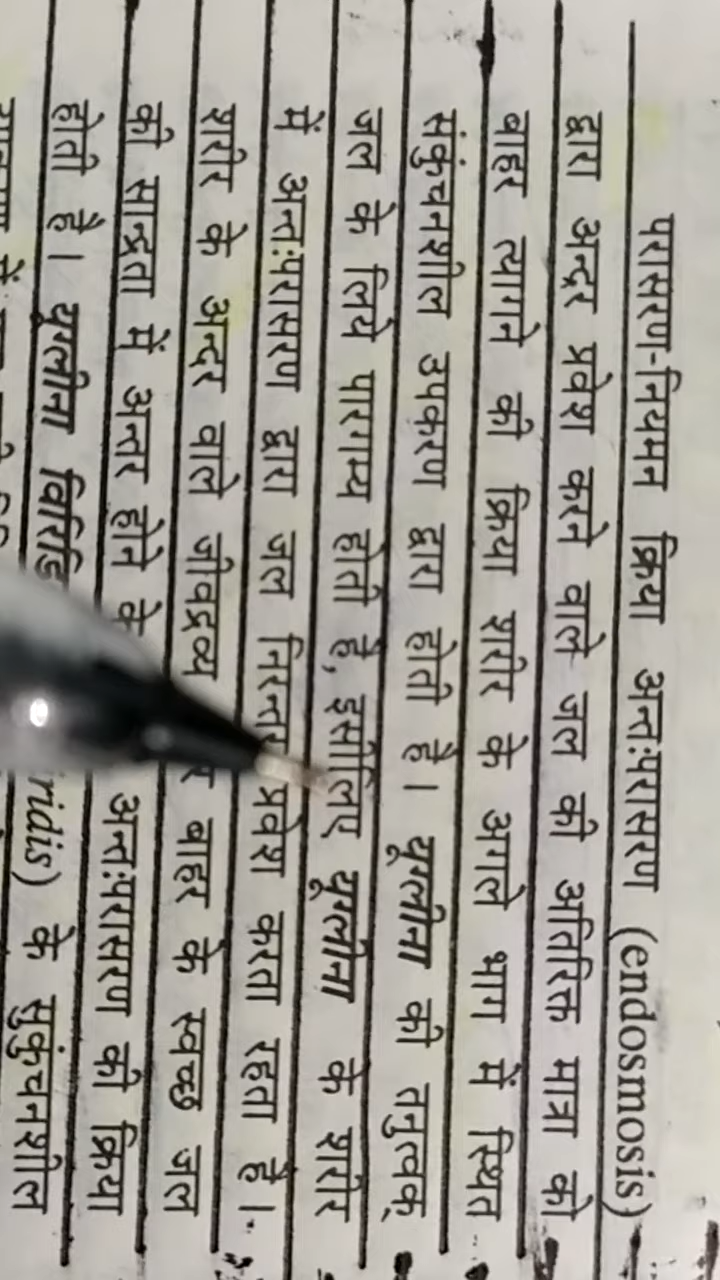 परासरण-नियमन क्रिया अन्तःपरासरण (endosmosis)
द्वारा अन्दर प्रवेश करने वाले जल की अतिरिक्त मात्रा को
बाहर त्यागने की क्रिया शरीर के अगले भाग में स्थित
संकुंचनशील उपकरण द्वारा होती है। यूग्लीना की तनुत्वक्
जल के लिये पारगम्य होती है, इसीलिए यूग्लीना के शरीर
में अन्तःपरासरण द्वारा जल निरन्तर प्रवेश करता रहता है।
शरीर के अन्दर वाले जीवद्रव्य बाहर के स्वच्छ जल
की सान्द्रता में अन्तर होने के अन्तःपरासरण की क्रिया
होती है। यूग्लीना ridis) के सुकुंचनशील